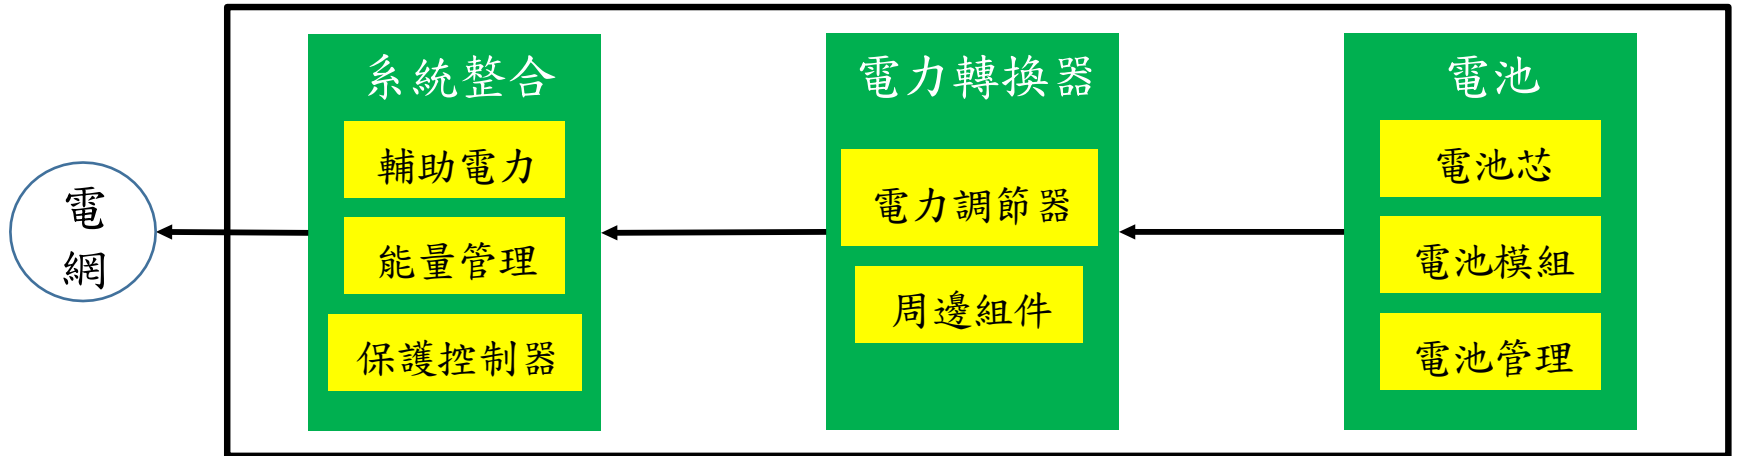 電
網
系統整合
輔助電力
能量管理
保護控制器
電力轉換器
電力調節器
周邊組件
電池
電池芯
電池模組
電池管理